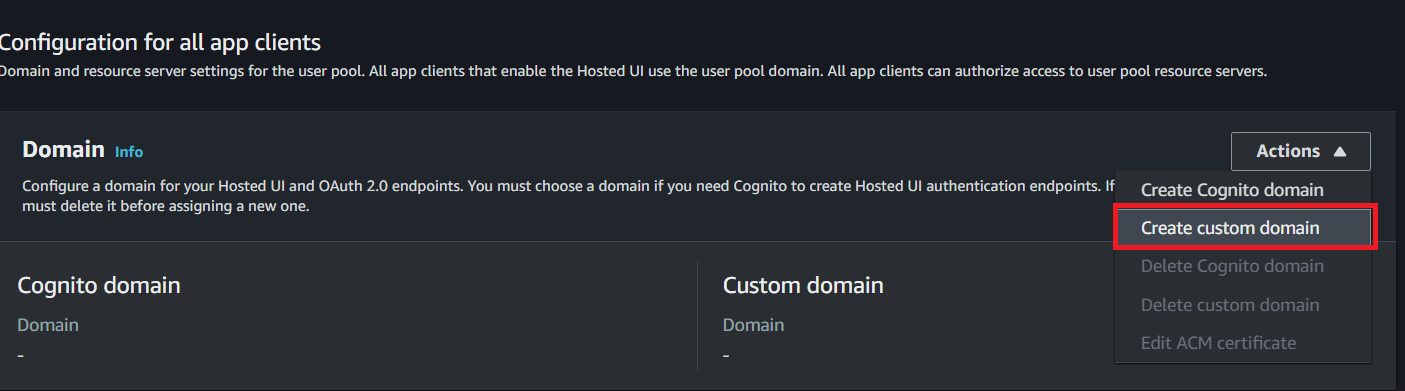 Configuration for all app clients
Domain and resource server settings for the user pool. All app clients that enable the Hosted UI use the user pool domain. All app clients can authorize access to user pool resource servers.
Domain Info
Actions
Configure a domain for your Hosted UI and OAuth 2.0 endpoints. You must choose a domain if you need Cognito to create Hosted UI authentication endpoints. If
must delete it before assigning a new one.
Create Cognito domain
Create custom domain
Delete Cognito domain
Delete custom domain
Edit ACM certificate
Cognito domain
Domain
-
Custom domain
Domain
-